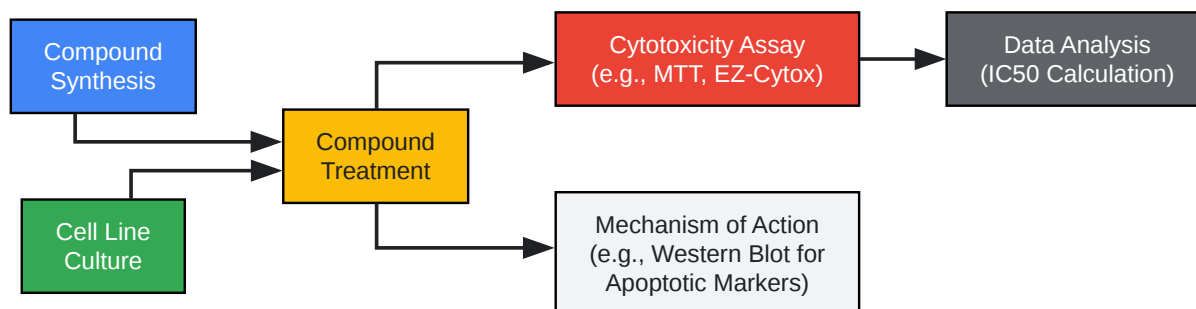 Compound
Synthesis
Cell Line
Culture
Compound
Treatment
Cytotoxicity Assay
(e.g., MTT, EZ-Cytox)
Data Analysis
(IC50 Calculation)
Mechanism of Action
(e.g., Western Blot for
Apoptotic Markers)